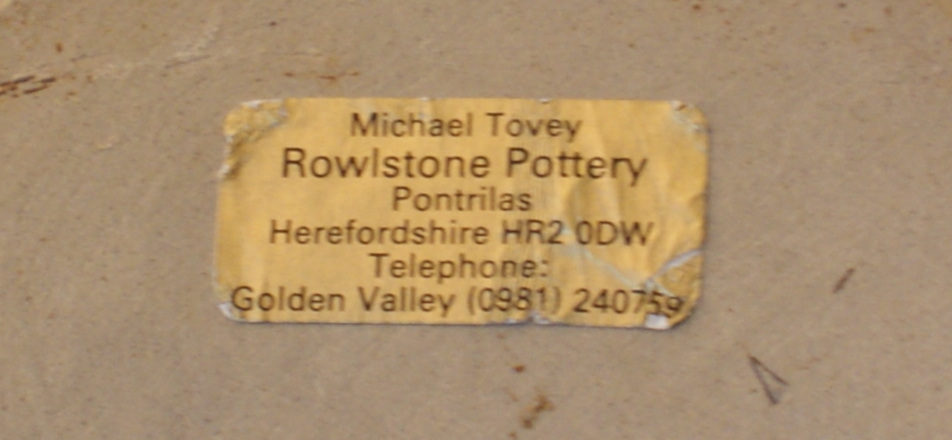 Michael Tovey
Rowlstone Pottery
Pontrilas
Herefordshire HR2 0DW
Telephone:
Golden Valley (0981) 240759